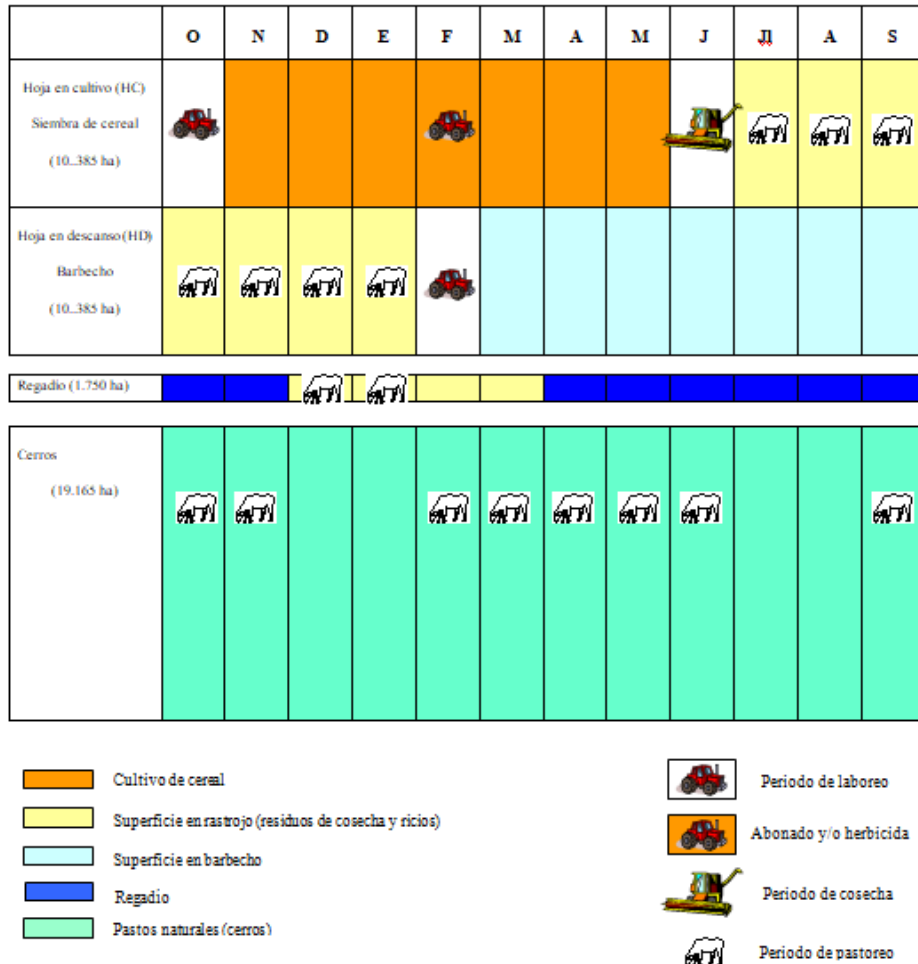 O N D E F M A M J Jl A S
Hoja en cultivo (HC)
Siembra de cereal
(10..385 ha)
Hoja en descanso (HD)
Barbecho
(10..385 ha)
Regadío (1.750 ha)
Cerros
(19.165 ha)
Cultivo de cereal
Superficie en rastrojo (residuos de cosecha y ricios)
Superficie en barbecho
Regadio
Pastos naturales (cerros)
Periodo de laboreo
Abonado y/o herbicida
Periodo de cosecha
Periodo de pastoreo